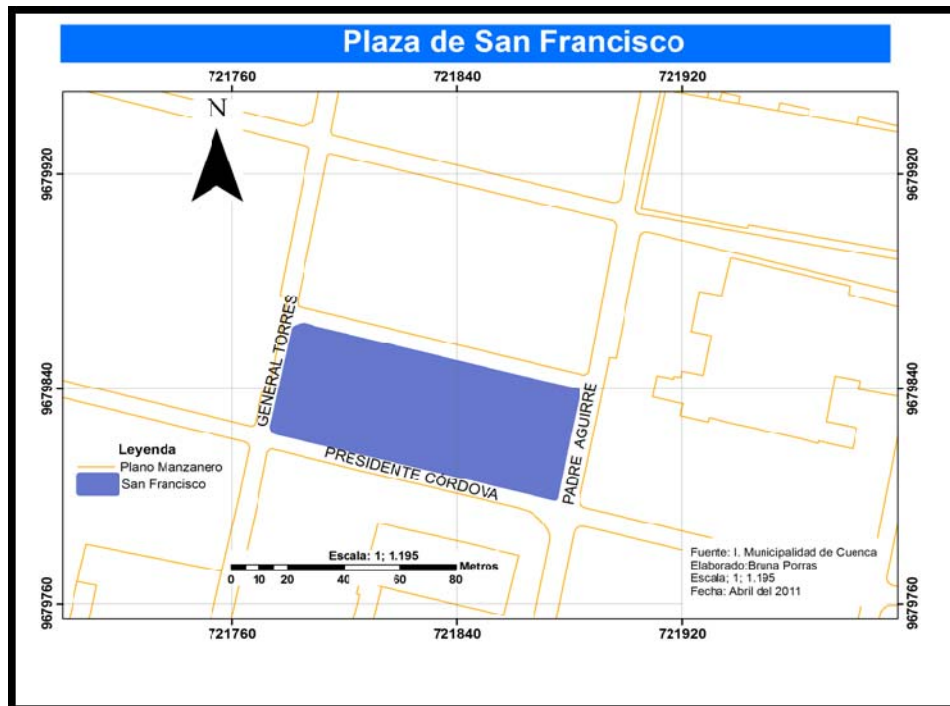 Plaza de San Francisco
721760 721840 721920
N
9679920 9679920
GENERAL TORRES
9679840 9679840
PADRE AGUIRRE
PRESIDENTE CÓRDOVA
Leyenda
Plano Manzanero
San Francisco
Escala: 1; 1.195
Metros
0 10 20 40 60 80
Fuente: I. Municipalidad de Cuenca
Elaborado:Bruna Porras
Escala; 1; 1.195
Fecha: Abril del 2011
9679760 9679760
721760 721840 721920